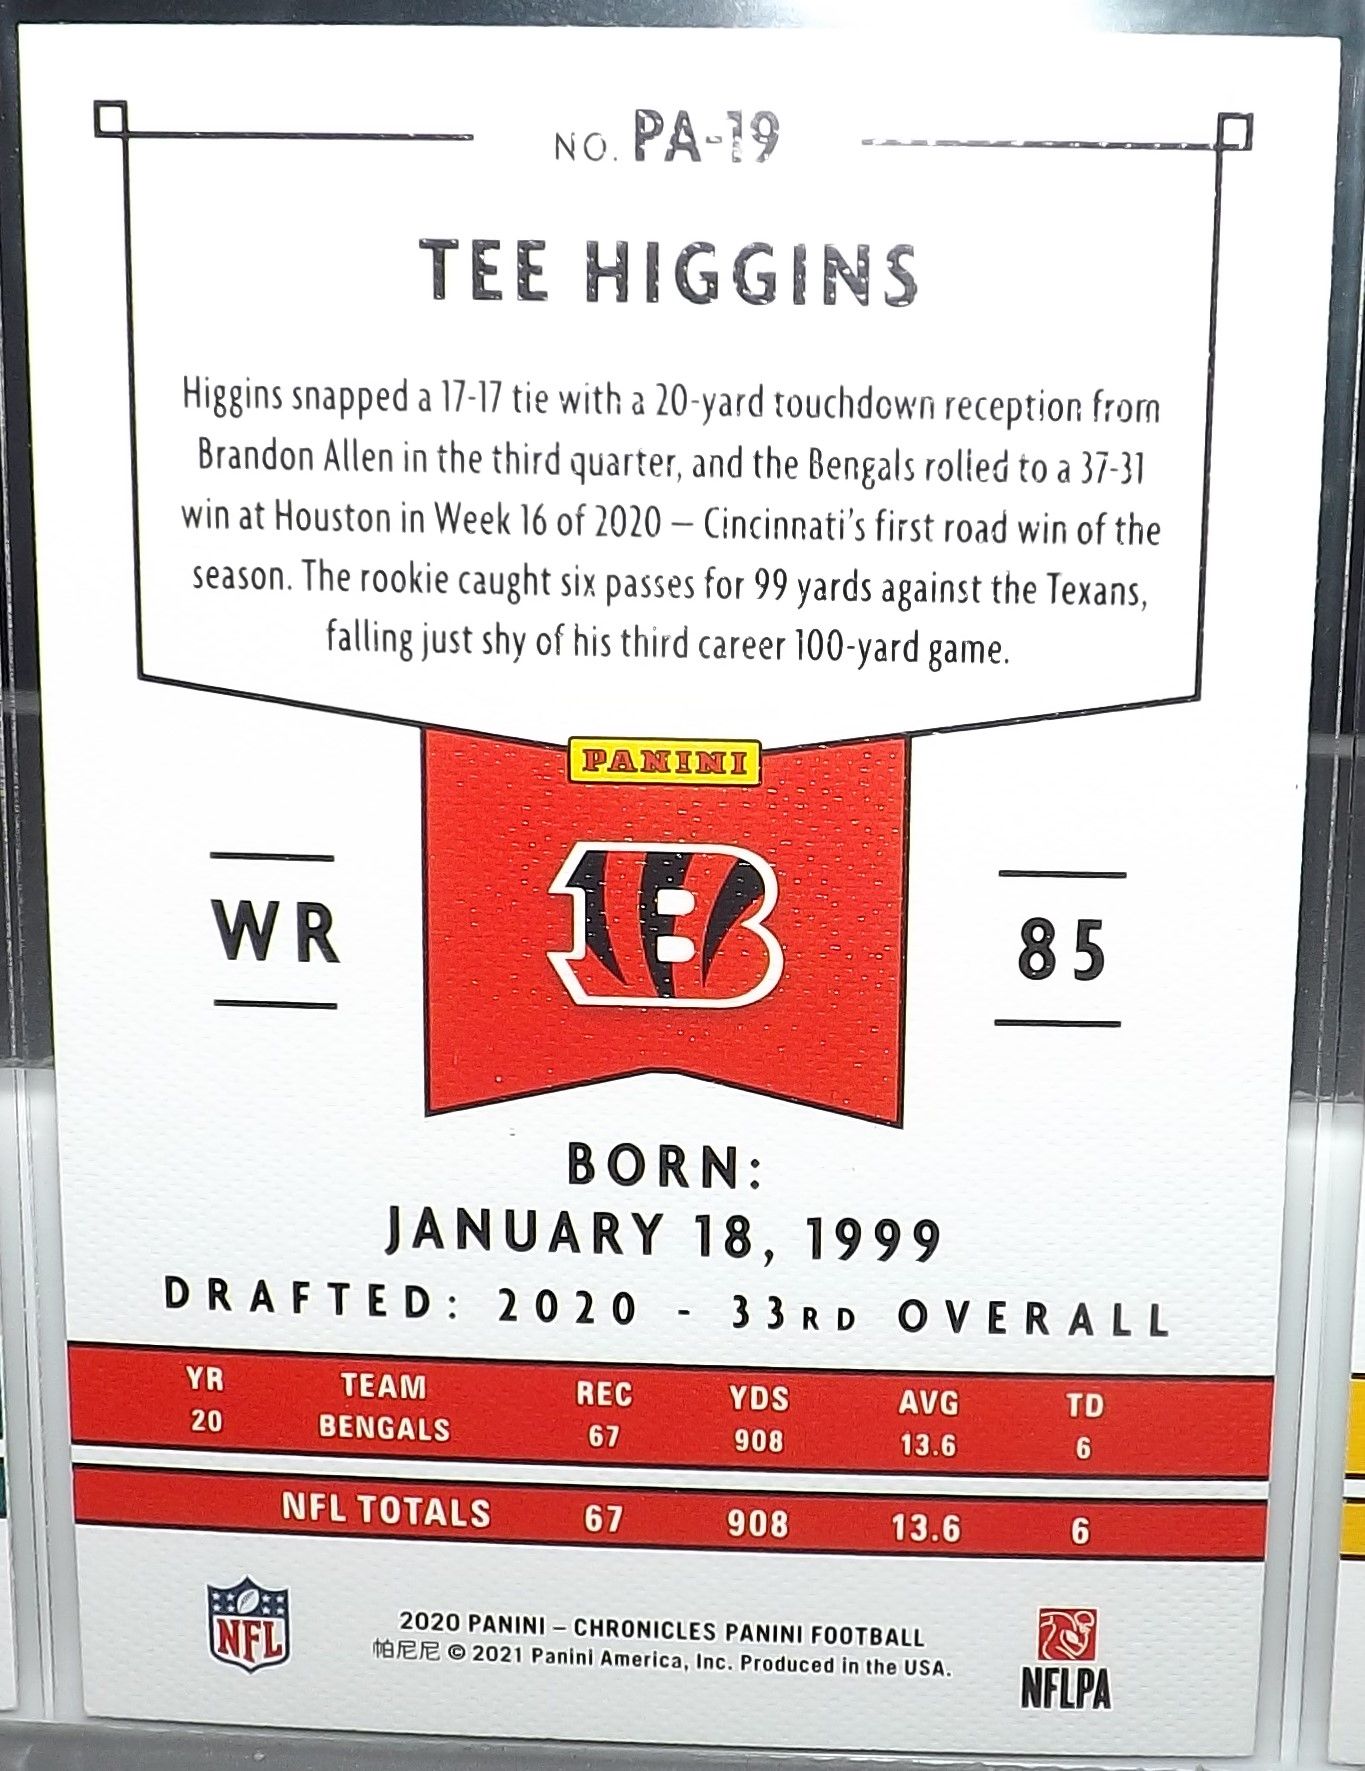 NO. PA-19
TEE HIGGINS
Higgins snapped a 17-17 tie with a 20-yard touchdown reception from
Brandon Allen in the third quarter, and the Bengals rolled to a 37-31
win at Houston in Week 16 of 2020 – Cincinnati's first road win of the
season. The rookie caught six passes for 99 yards against the Texans,
falling just shy of his third career 100-yard game.
PANINI
B
WR
85
BORN:
JANUARY 18, 1999
DRAFTED: 2020 - 33RD OVERALL
YR TEAM REC YDS AVG TD
20 BENGALS 67 908 13.6 6
NFL TOTALS 67 908 13.6 6
NFL
2020 PANINI – CHRONICLES PANINI FOOTBALL
帕尼尼 © 2021 Panini America, Inc. Produced in the USA.
NFLPA